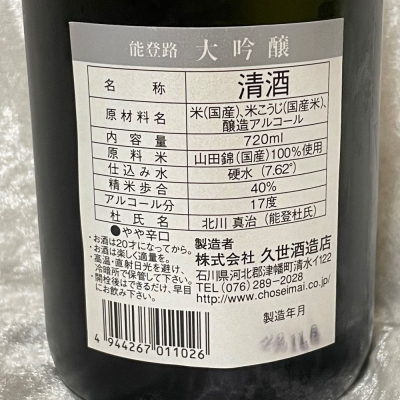 能登路 大吟醸
名称 清酒
原材料名 米(国産)、米こうじ(国産米)、
醸造アルコール
内容量 720ml
原料米 山田錦(国産)100%使用
仕込み水 硬水 (7.62°)
精米歩合 40%
アルコール分 17度
杜氏名 北川 真治 (能登杜氏)
●やや辛口
・お酒は20才になってから。
・お酒は楽しく適量を。
・高温・直射日光を避け、
冷暗所で保管して下さい。
・開栓後はできるだけ、早目
にお飲み下さい。
製造者
株式会社 久世酒造店
石川県河北郡津幡町清水イ122
TEL(076)289-2028
http://www.choseimai.co.jp/
製造年月
4 944267 011026